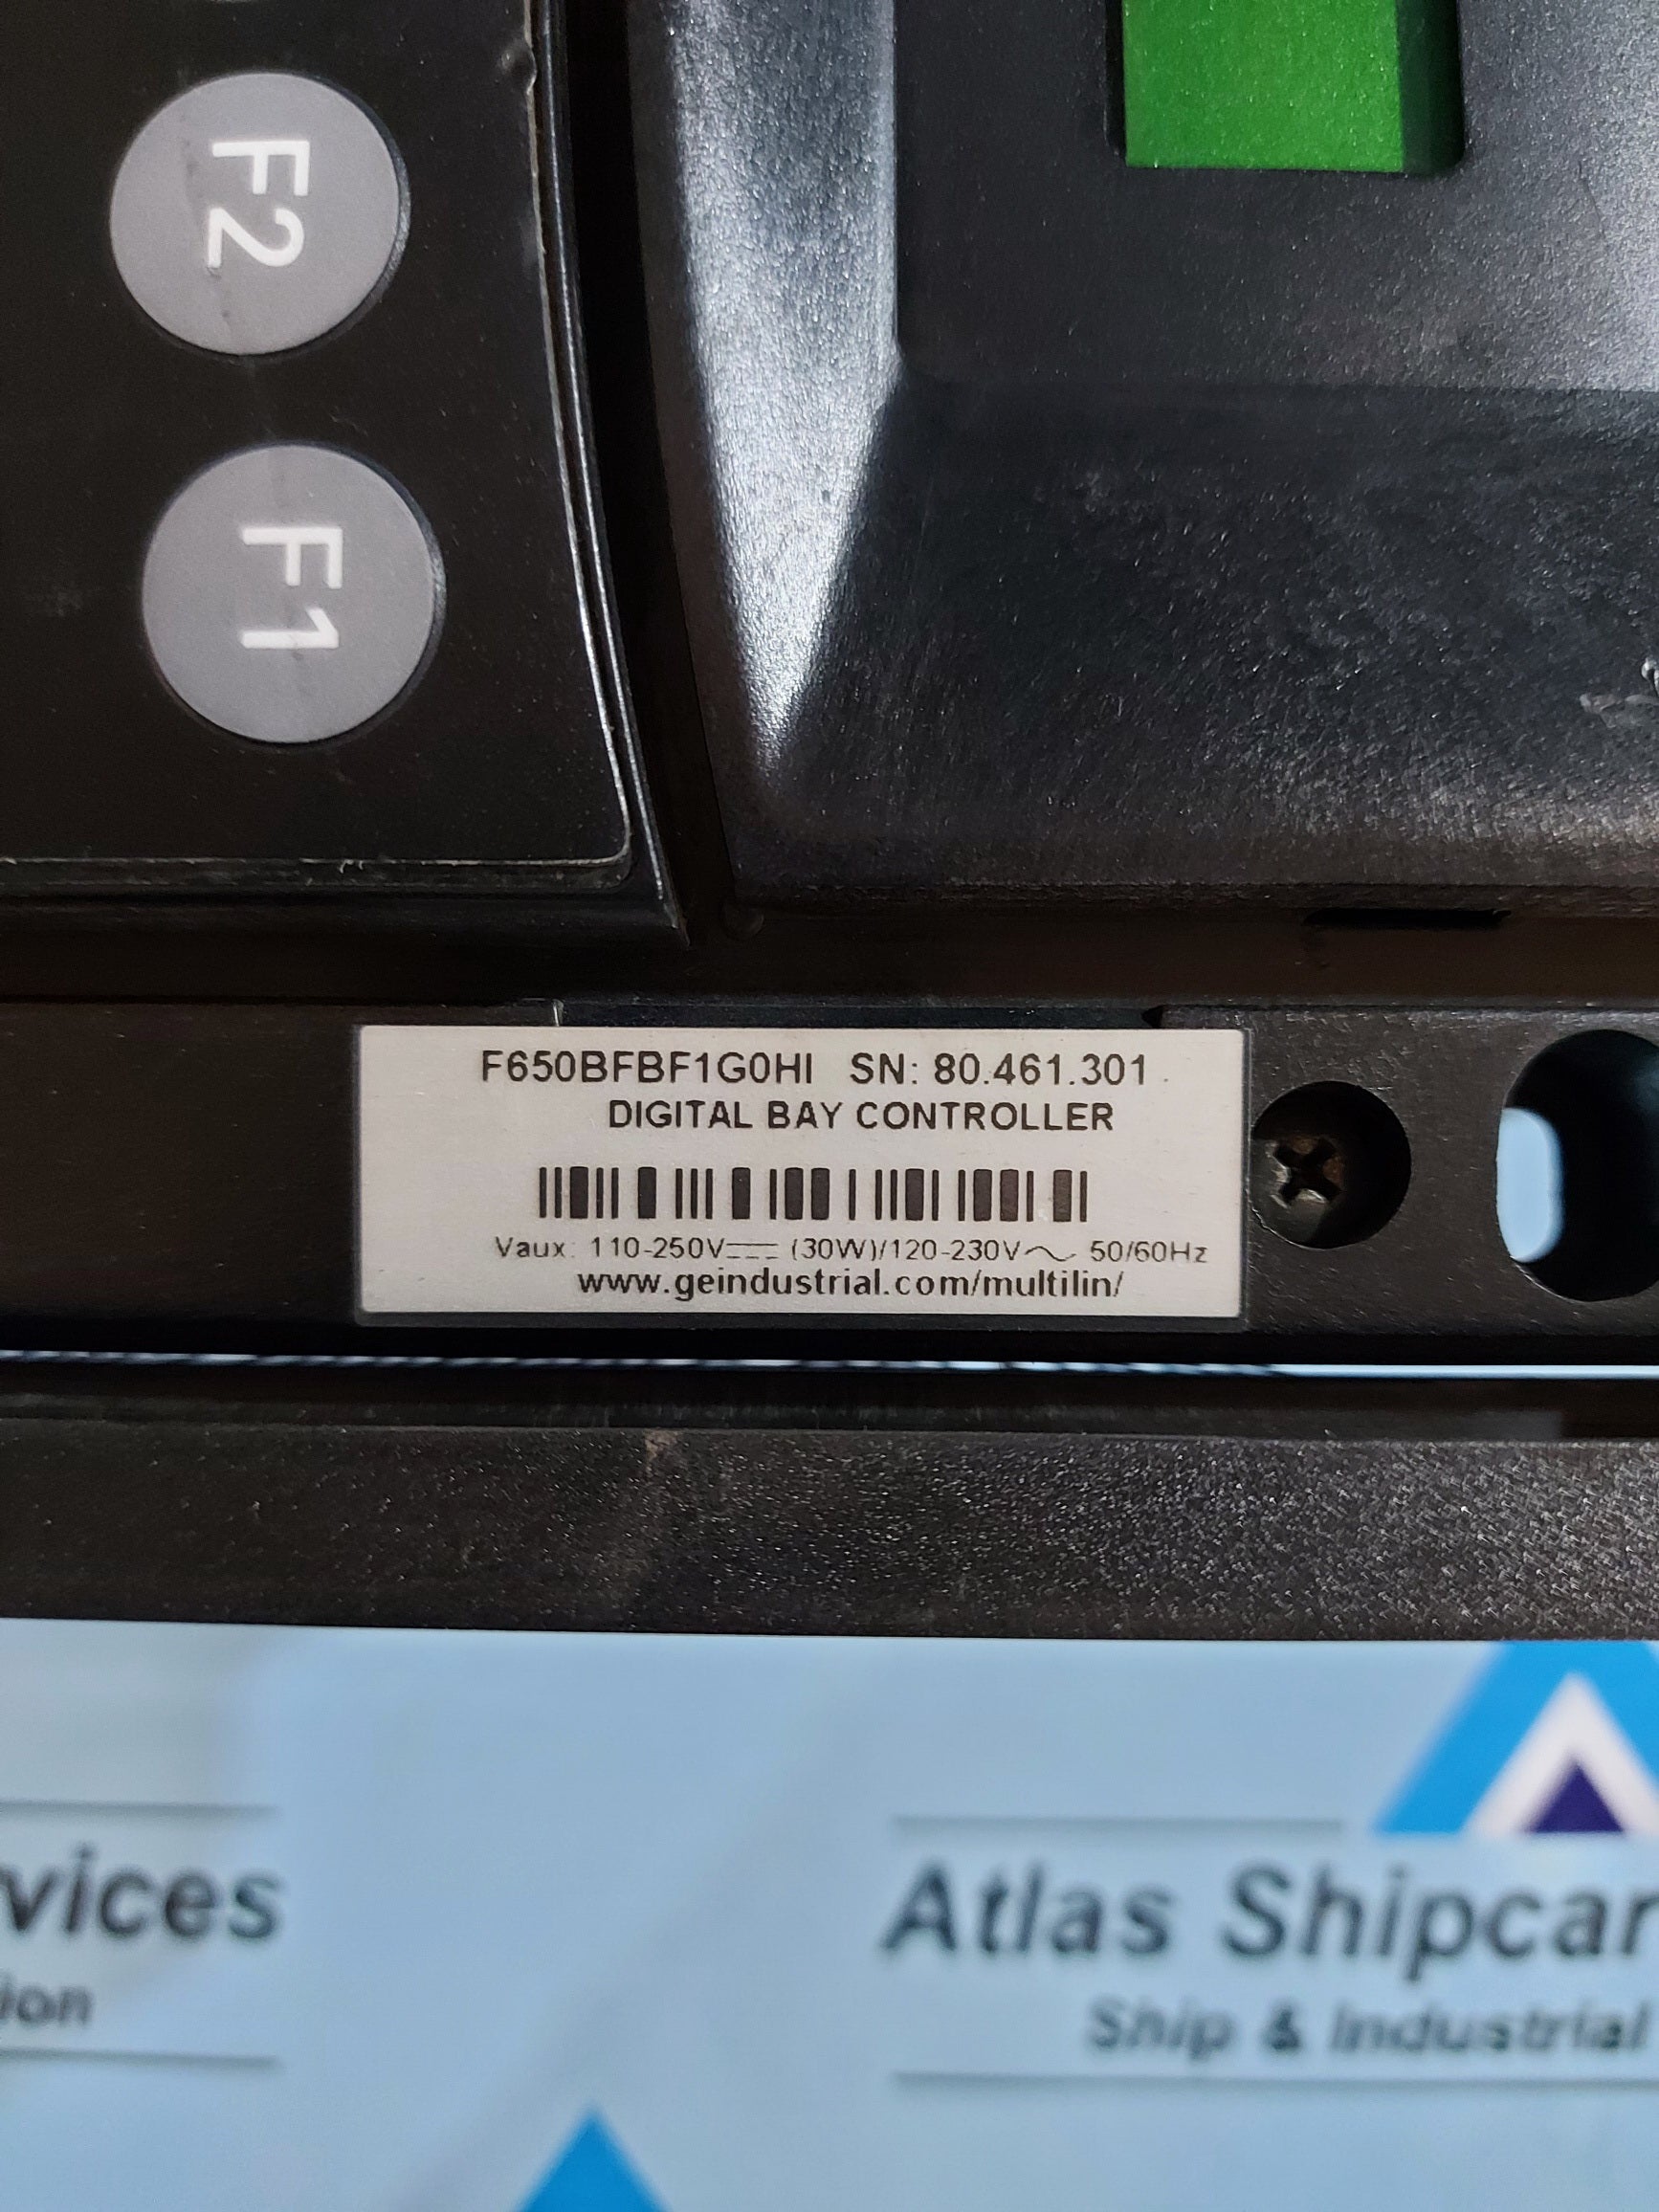 F2
F1
F650BFBF1G0HI SN: 80.461.301
DIGITAL BAY CONTROLLER
Vaux: 110-250V⎓ (30W)/120-230V~ 50/60Hz
www.geindustrial.com/multilin/
Atlas Shipcar
Ship & Industrial
vices
ion